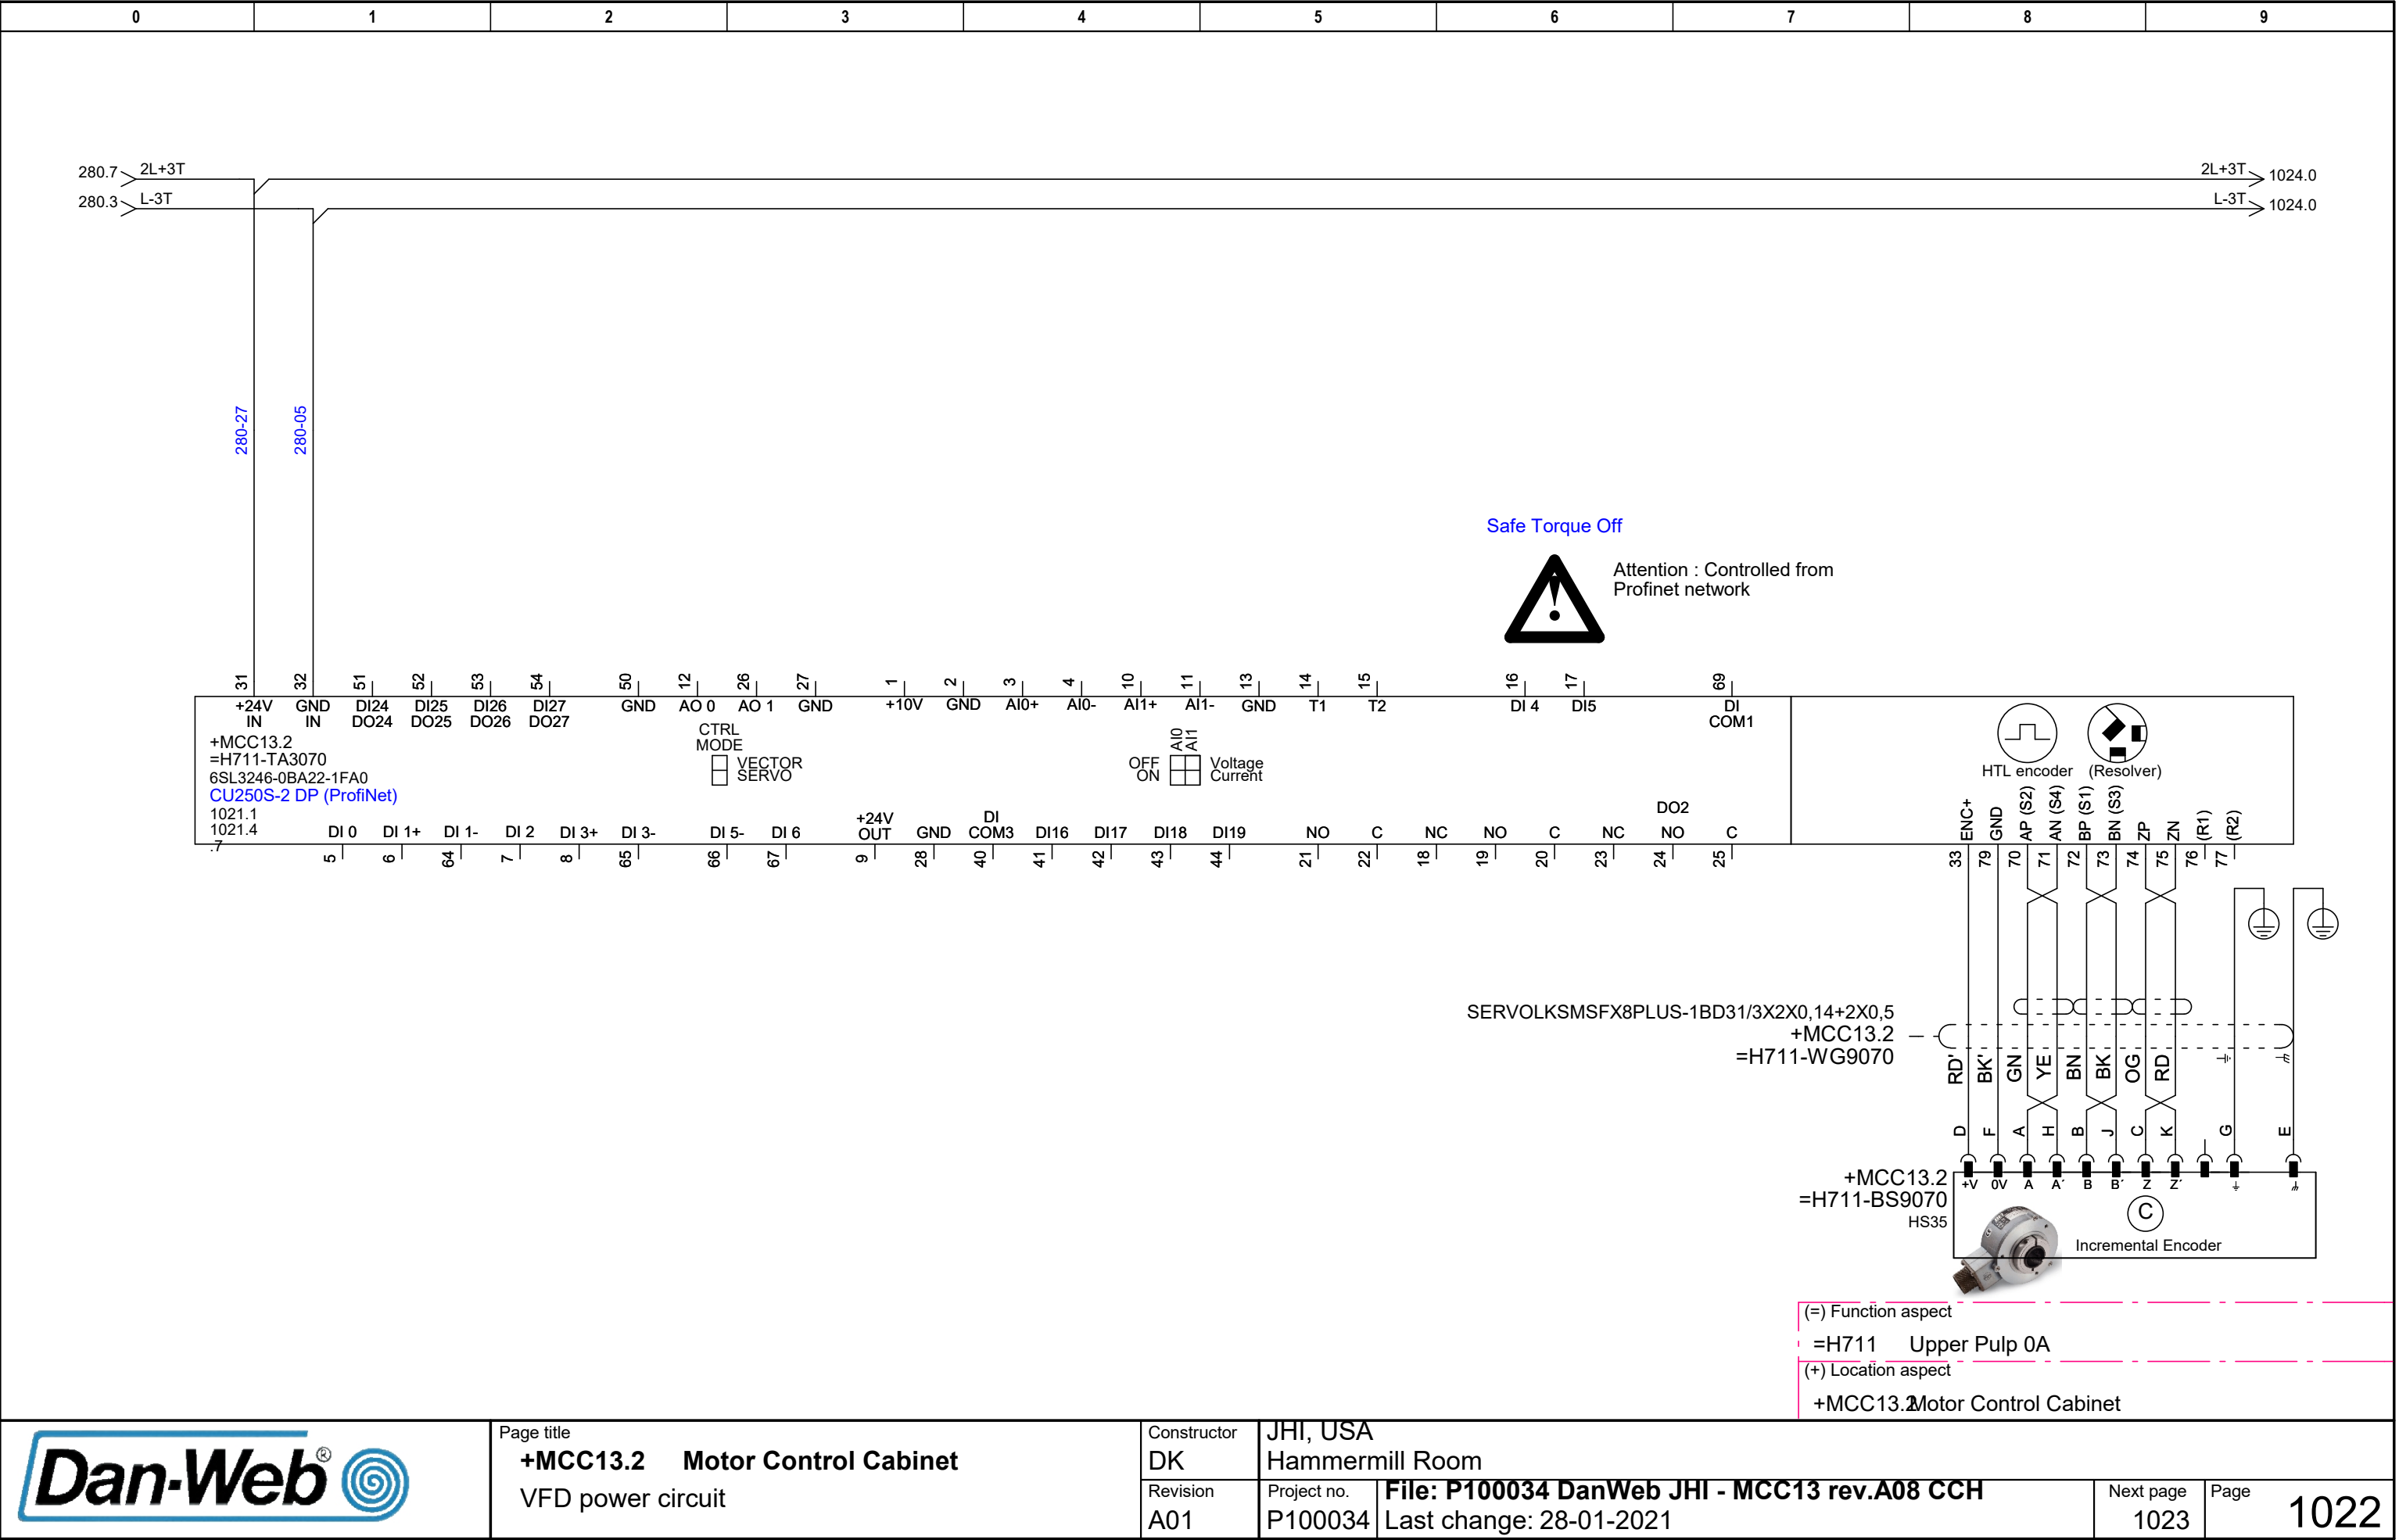 0 1 2 3 4 5 6 7 8 9
280.7 2L+3T 2L+3T 1024.0
280.3 L-3T L-3T 1024.0
280-27 280-05
Safe Torque Off
Attention : Controlled from
Profinet network
31 32 51 52 53 54 50 12 26 27 1 2 3 4 10 11 13 14 15 16 17 69
+24V GND DI24 DI25 DI26 DI27 GND AO 0 AO 1 GND +10V GND AI0+ AI0- AI1+ AI1- GND T1 T2 DI 4 DI5 DI
IN IN DO24 DO25 DO26 DO27 COM1
CTRL
MODE
VECTOR
SERVO
AI0 AI1
OFF Voltage
ON Current
+MCC13.2
=H711-TA3070
6SL3246-0BA22-1FA0
CU250S-2 DP (ProfiNet)
1021.1
1021.4
.7
HTL encoder (Resolver)
+24V DI DO2
DI 0 DI 1+ DI 1- DI 2 DI 3+ DI 3- DI 5- DI 6 OUT GND COM3 DI16 DI17 DI18 DI19 NO C NC NO C NC NO C
ENC+ GND AP (S2) AN (S4) BP (S1) BN (S3) ZP ZN (R1) (R2)
5 6 64 7 8 65 66 67 9 28 40 41 42 43 44 21 22 18 19 20 23 24 25 33 79 70 71 72 73 74 75 76 77
SERVOLKSMSFX8PLUS-1BD31/3X2X0,14+2X0,5
+MCC13.2
=H711-WG9070
RD' BK' GN YE BN BK OG RD
D F A H B J C K G E
+MCC13.2
=H711-BS9070
HS35
+V 0V A A´ B B´ Z Z´
C
Incremental Encoder
(=) Function aspect
=H711 Upper Pulp 0A
(+) Location aspect
+MCC13.2 Motor Control Cabinet
Dan-Web®
Page title
+MCC13.2 Motor Control Cabinet
VFD power circuit
Constructor
DK
JHI, USA
Hammermill Room
Revision
A01
Project no.
P100034
File: P100034 DanWeb JHI - MCC13 rev.A08 CCH
Last change: 28-01-2021
Next page
1023
Page
1022